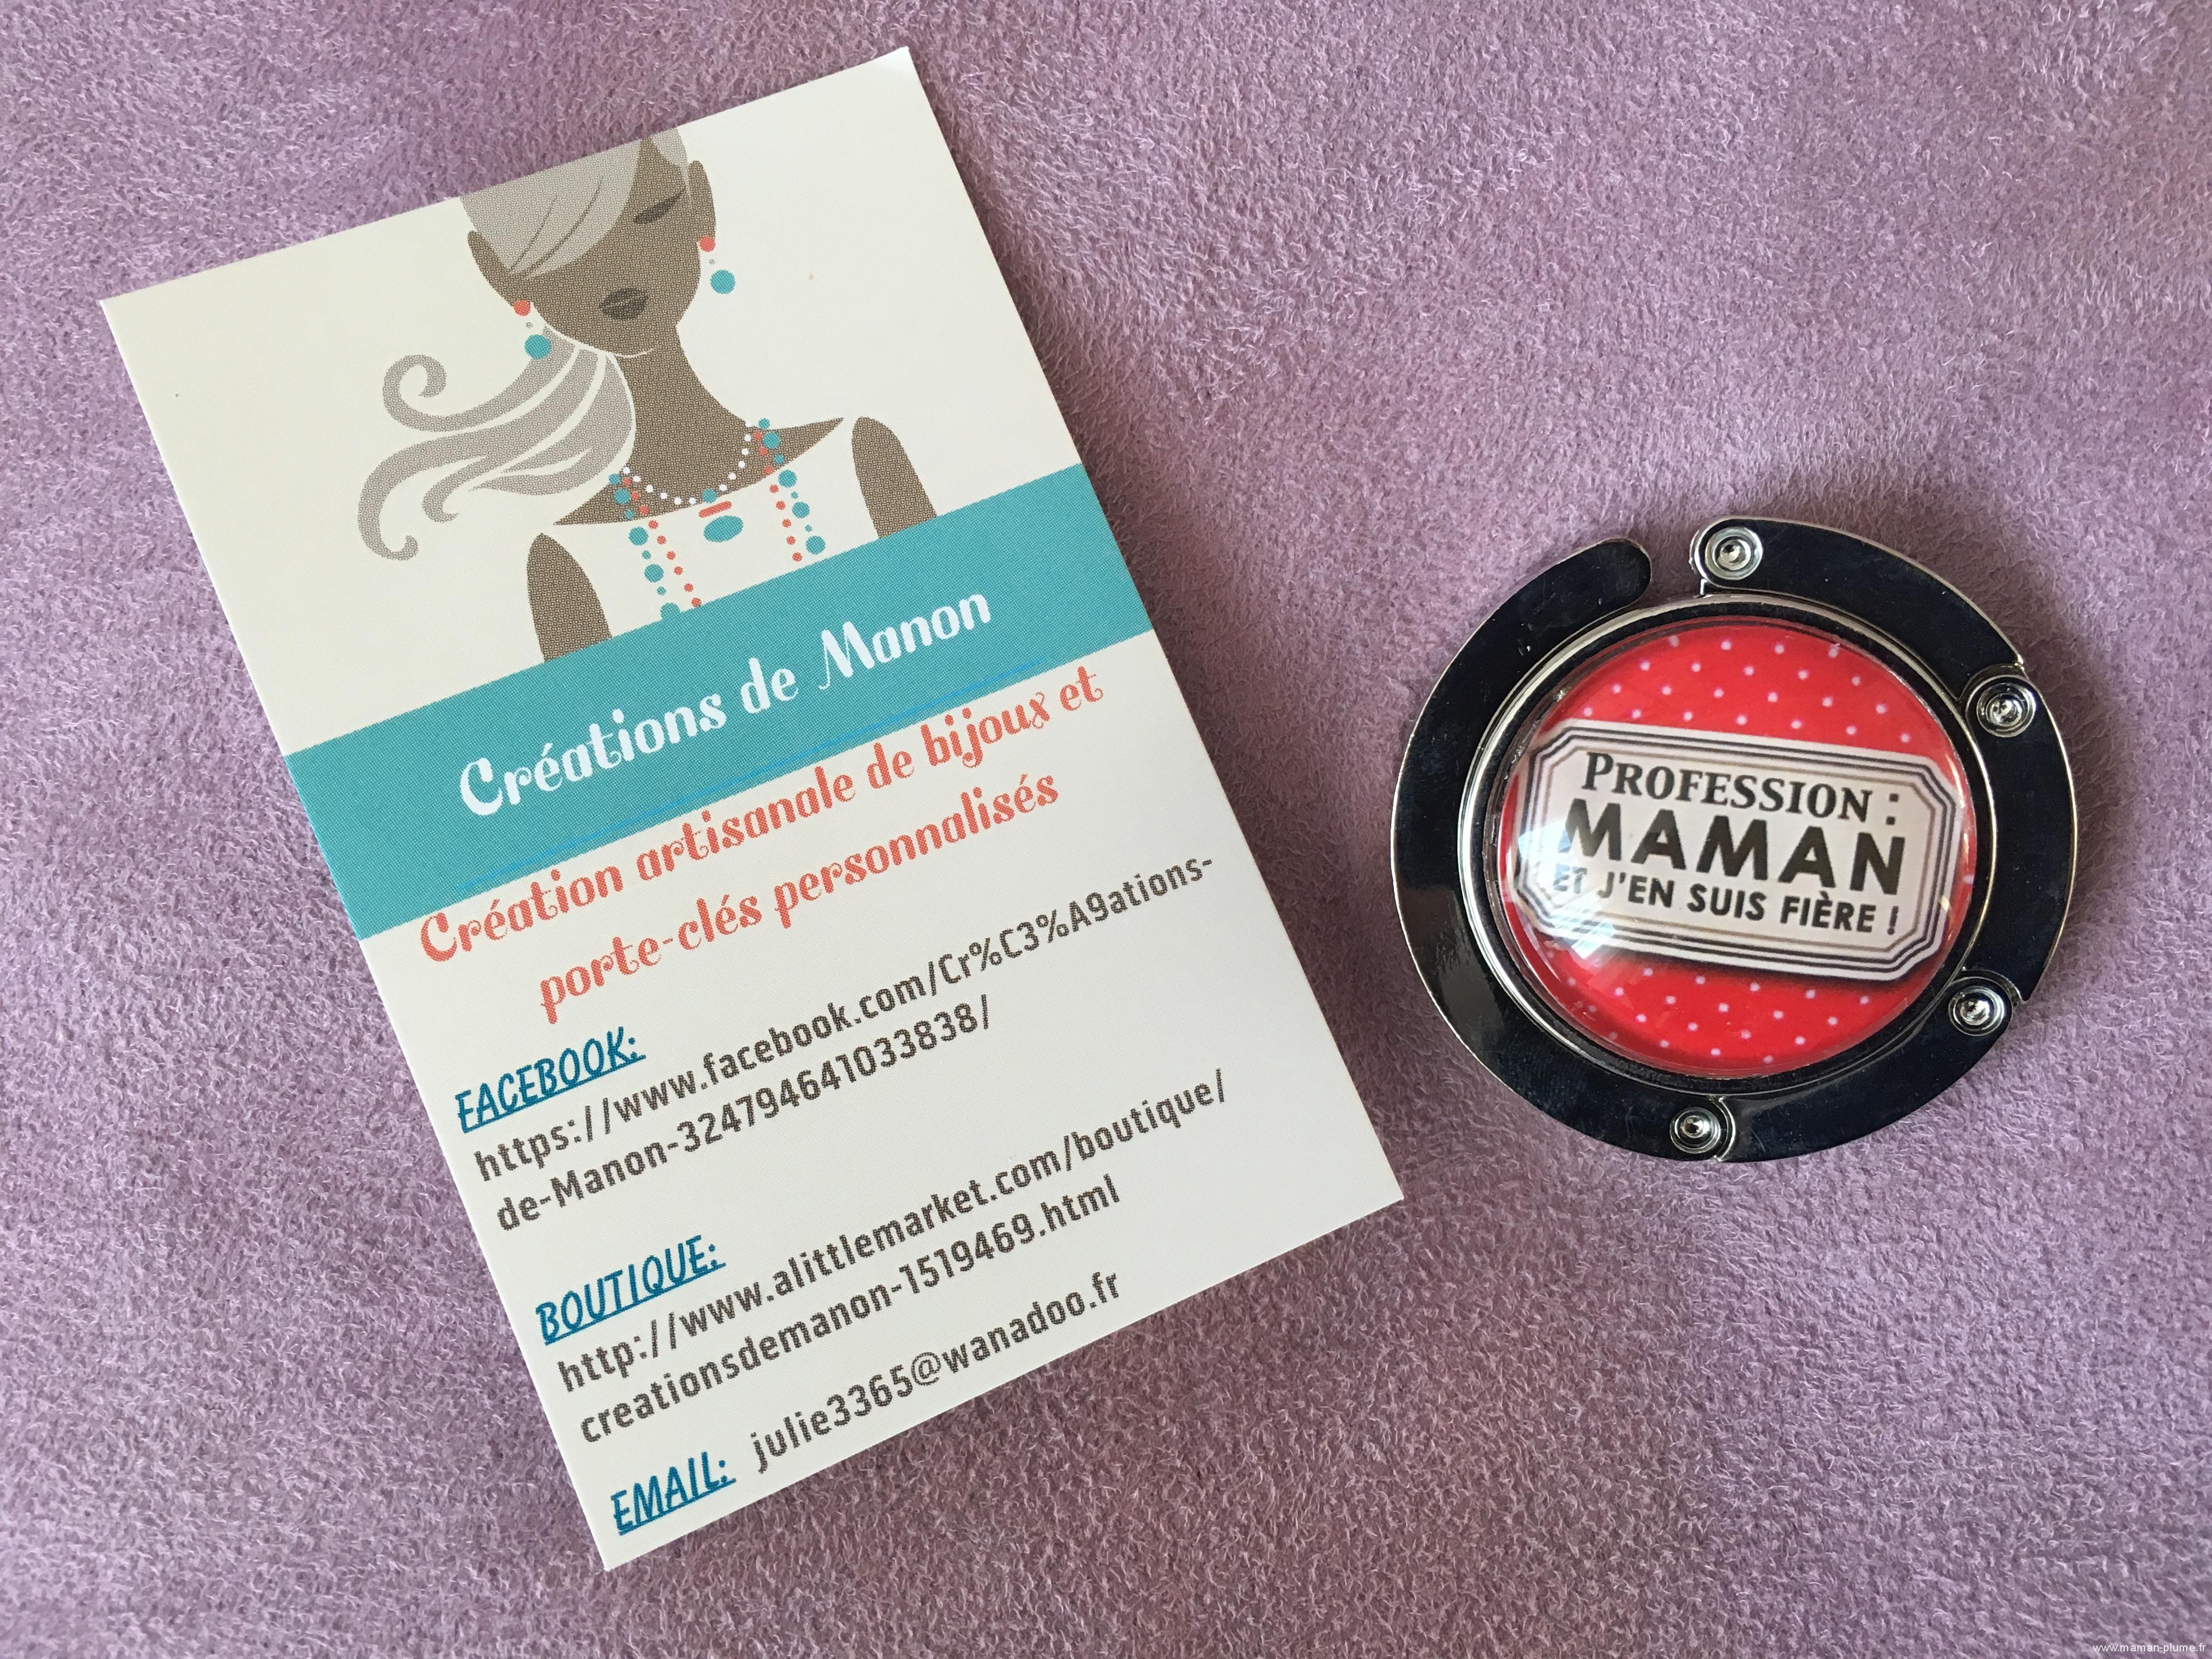 Créations de Manon
Création artisanale de bijoux et
porte-clés personnalisés
FACEBOOK:
https://www.facebook.com/Cr%C3%A9ations-
de-Manon-324794641033838/
BOUTIQUE:
http://www.alittlemarket.com/boutique/
creationsdemanon-1519469.html
EMAIL: julie3365@wanadoo.fr
PROFESSION :
MAMAN
ET J'EN SUIS FIÈRE !
www.maman-plume.fr